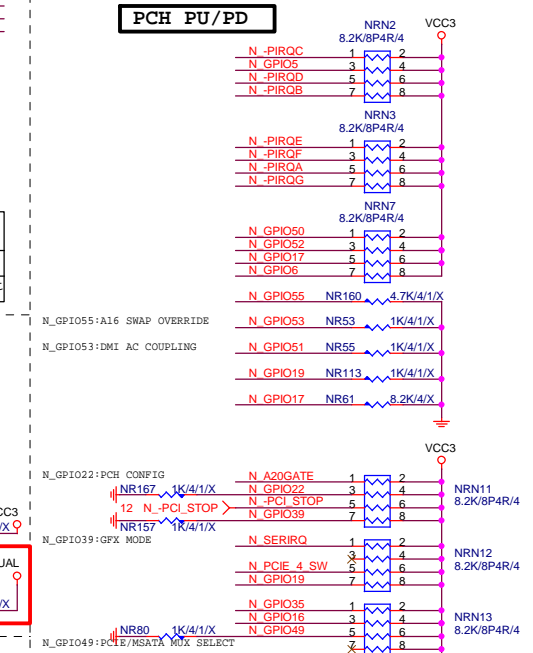 PCH PU/PD
NRN2
8.2K/8P4R/4
VCC3
N_-PIRQC 1 2
N_GPIO5 3 4
N_-PIRQD 5 6
N_-PIRQB 7 8
NRN3
8.2K/8P4R/4
N_-PIRQE 1 2
N_-PIRQF 3 4
N_-PIRQA 5 6
N_-PIRQG 7 8
NRN7
8.2K/8P4R/4
N_GPIO50 1 2
N_GPIO52 3 4
N_GPIO17 5 6
N_GPIO6 7 8
N_GPIO55 NR160 4.7K/4/1/X
N_GPIO55:A16 SWAP OVERRIDE
N_GPIO53 NR53 1K/4/1/X
N_GPIO53:DMI AC COUPLING
N_GPIO51 NR55 1K/4/1/X
N_GPIO19 NR113 1K/4/1/X
N_GPIO17 NR61 8.2K/4/X
VCC3
N_GPIO22:PCH CONFIG
N_A20GATE 1 2
NR167 1K/4/1/X N_GPIO22 3 4
NRN11
12 N_-PCI_STOP N_-PCI_STOP 5 6
8.2K/8P4R/4
NR157 1K/4/1/X N_GPIO39 7 8
N_GPIO39:GFX MODE
N_SERIRQ 1 2
3 4
NRN12
N_PCIE_4_SW 5 6
8.2K/8P4R/4
N_GPIO19 7 8
N_GPIO35 1 2
N_GPIO16 3 4
NRN13
NR80 1K/4/1/X N_GPIO49 5 6
8.2K/8P4R/4
N_GPIO49:PCIE/MSATA MUX SELECT
7 8
CC3
/X
UAL
/X